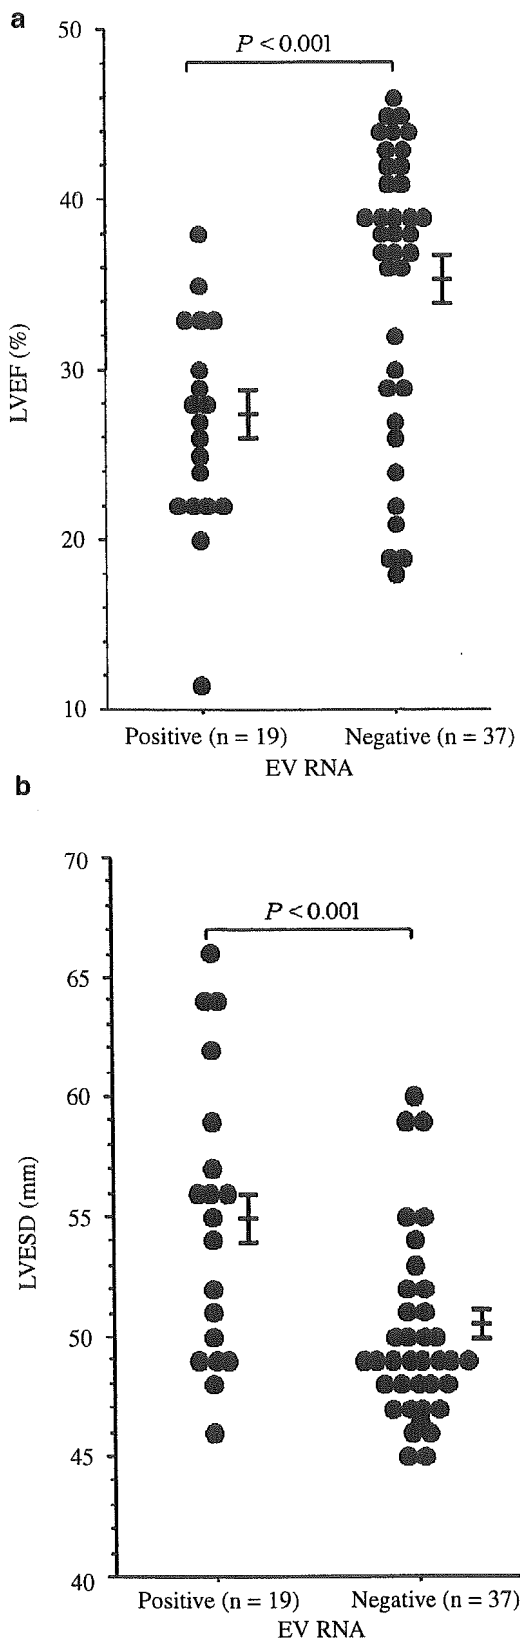 a
50
P < 0.001
40
30
LVEF (%)
20
10
Positive (n = 19) Negative (n = 37)
EV RNA
b
70
P < 0.001
65
60
55
LVESD (mm)
50
45
40
Positive (n = 19) Negative (n = 37)
EV RNA